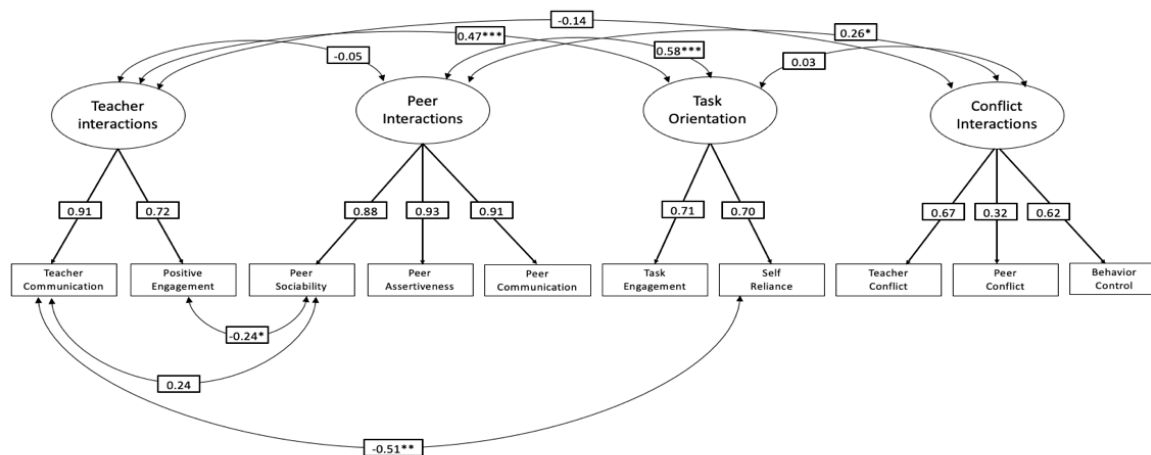 -0.14
0.47***
0.26*
-0.05
0.58***
0.03
Teacher
interactions
Peer
Interactions
Task
Orientation
Conflict
Interactions
0.91
0.72
0.88
0.93
0.91
0.71
0.70
0.67
0.32
0.62
Teacher
Communication
Positive
Engagement
Peer
Sociability
Peer
Assertiveness
Peer
Communication
Task
Engagement
Self
Reliance
Teacher
Conflict
Peer
Conflict
Behavior
Control
-0.24*
0.24
-0.51**